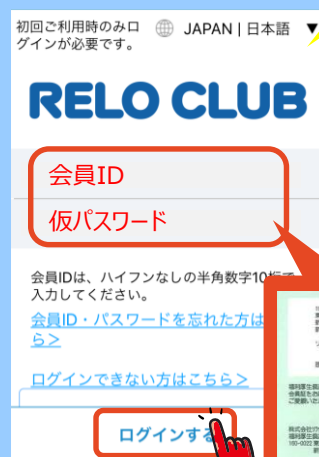 初回ご利用時のみロ
グインが必要です。
JAPAN | 日本語 ▼
RELO CLUB
会員ID
仮パスワード
会員IDは、ハイフンなしの半角数字10桁で
入力してください。
会員ID・パスワードを忘れた方は
ら>
ログインできない方はこちら>
ログインする